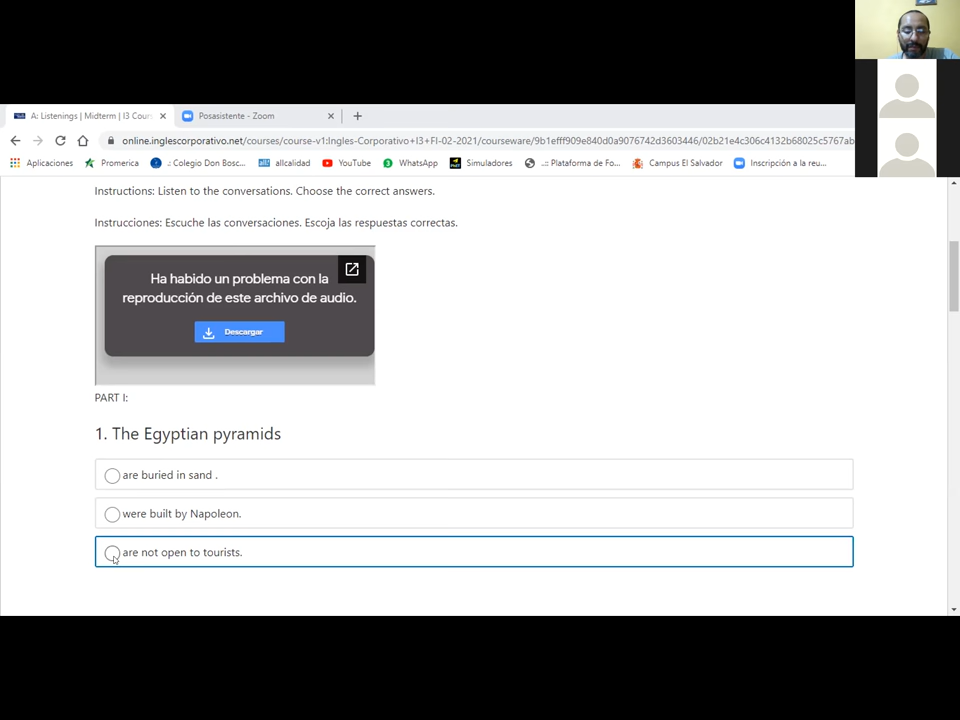 A: Listenings | Midterm | I3 Cour
Posasistente - Zoom
online.inglescorporativo.net/courses/course-v1:Ingles-Corporativo+I3+FI-02-2021/courseware/9b1efff909e840d0a9076742d3603446/02b21e4c306c4132b68025c5767ab
Aplicaciones
Promerica
.: Colegio Don Bosc...
allcalidad
YouTube
WhatsApp
Simuladores
..:: Plataforma de Fo...
Campus El Salvador
Inscripción a la reu...
Instructions: Listen to the conversations. Choose the correct answers.
Instrucciones: Escuche las conversaciones. Escoja las respuestas correctas.
Ha habido un problema con la
reproducción de este archivo de audio.
Descargar
PART I:
1. The Egyptian pyramids
are buried in sand .
were built by Napoleon.
are not open to tourists.